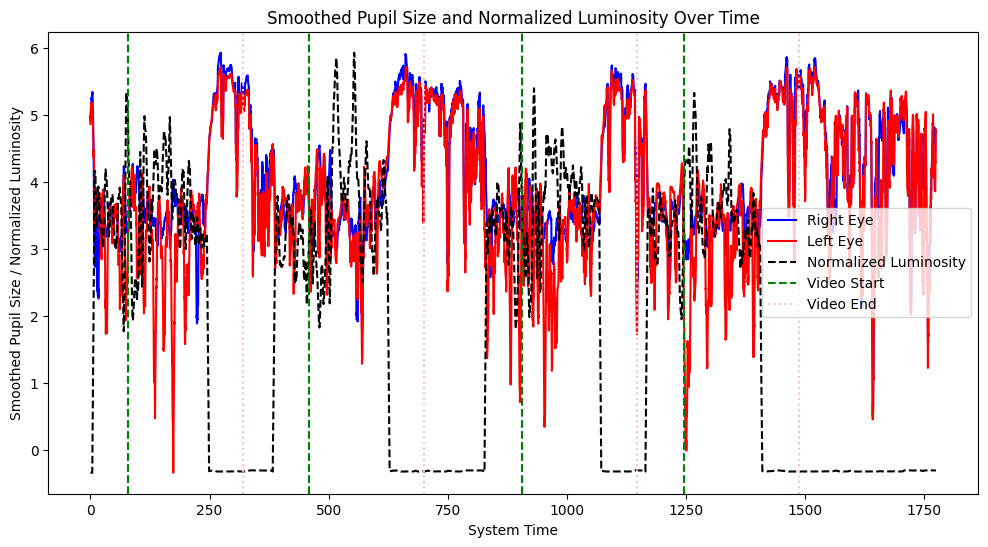 Smoothed Pupil Size and Normalized Luminosity Over Time
Smoothed Pupil Size / Normalized Luminosity
6
5
4
3
2
1
0
Right Eye
Left Eye
Normalized Luminosity
Video Start
Video End
0 250 500 750 1000 1250 1500 1750
System Time